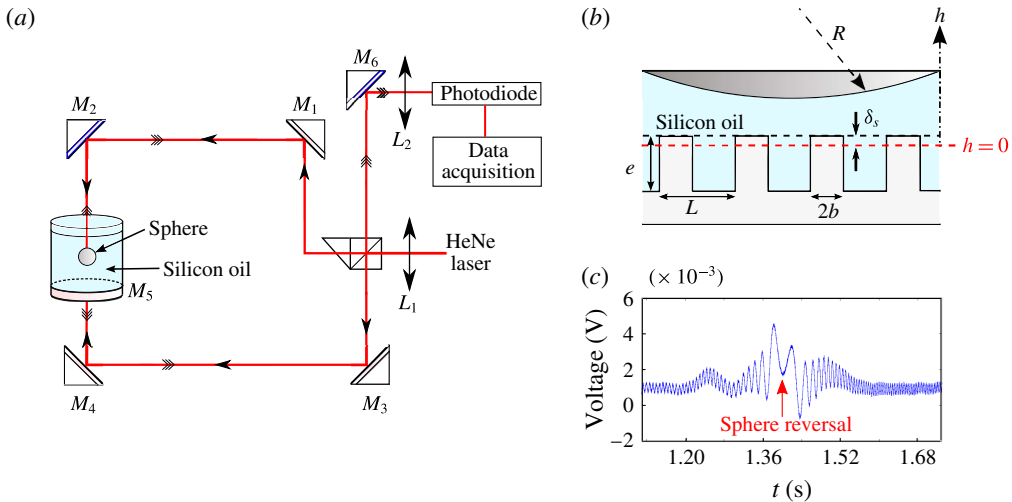 (a)
M6
M2
M1
Photodiode
L2
Data
acquisition
Sphere
Silicon oil
M5
HeNe
laser
L1
M4
M3
(b)
R
h
Silicon oil
δs
h = 0
e
L
2b
(c)
(× 10−3)
Voltage (V)
6
4
2
0
−2
Sphere reversal
1.20
1.36
1.52
1.68
t (s)